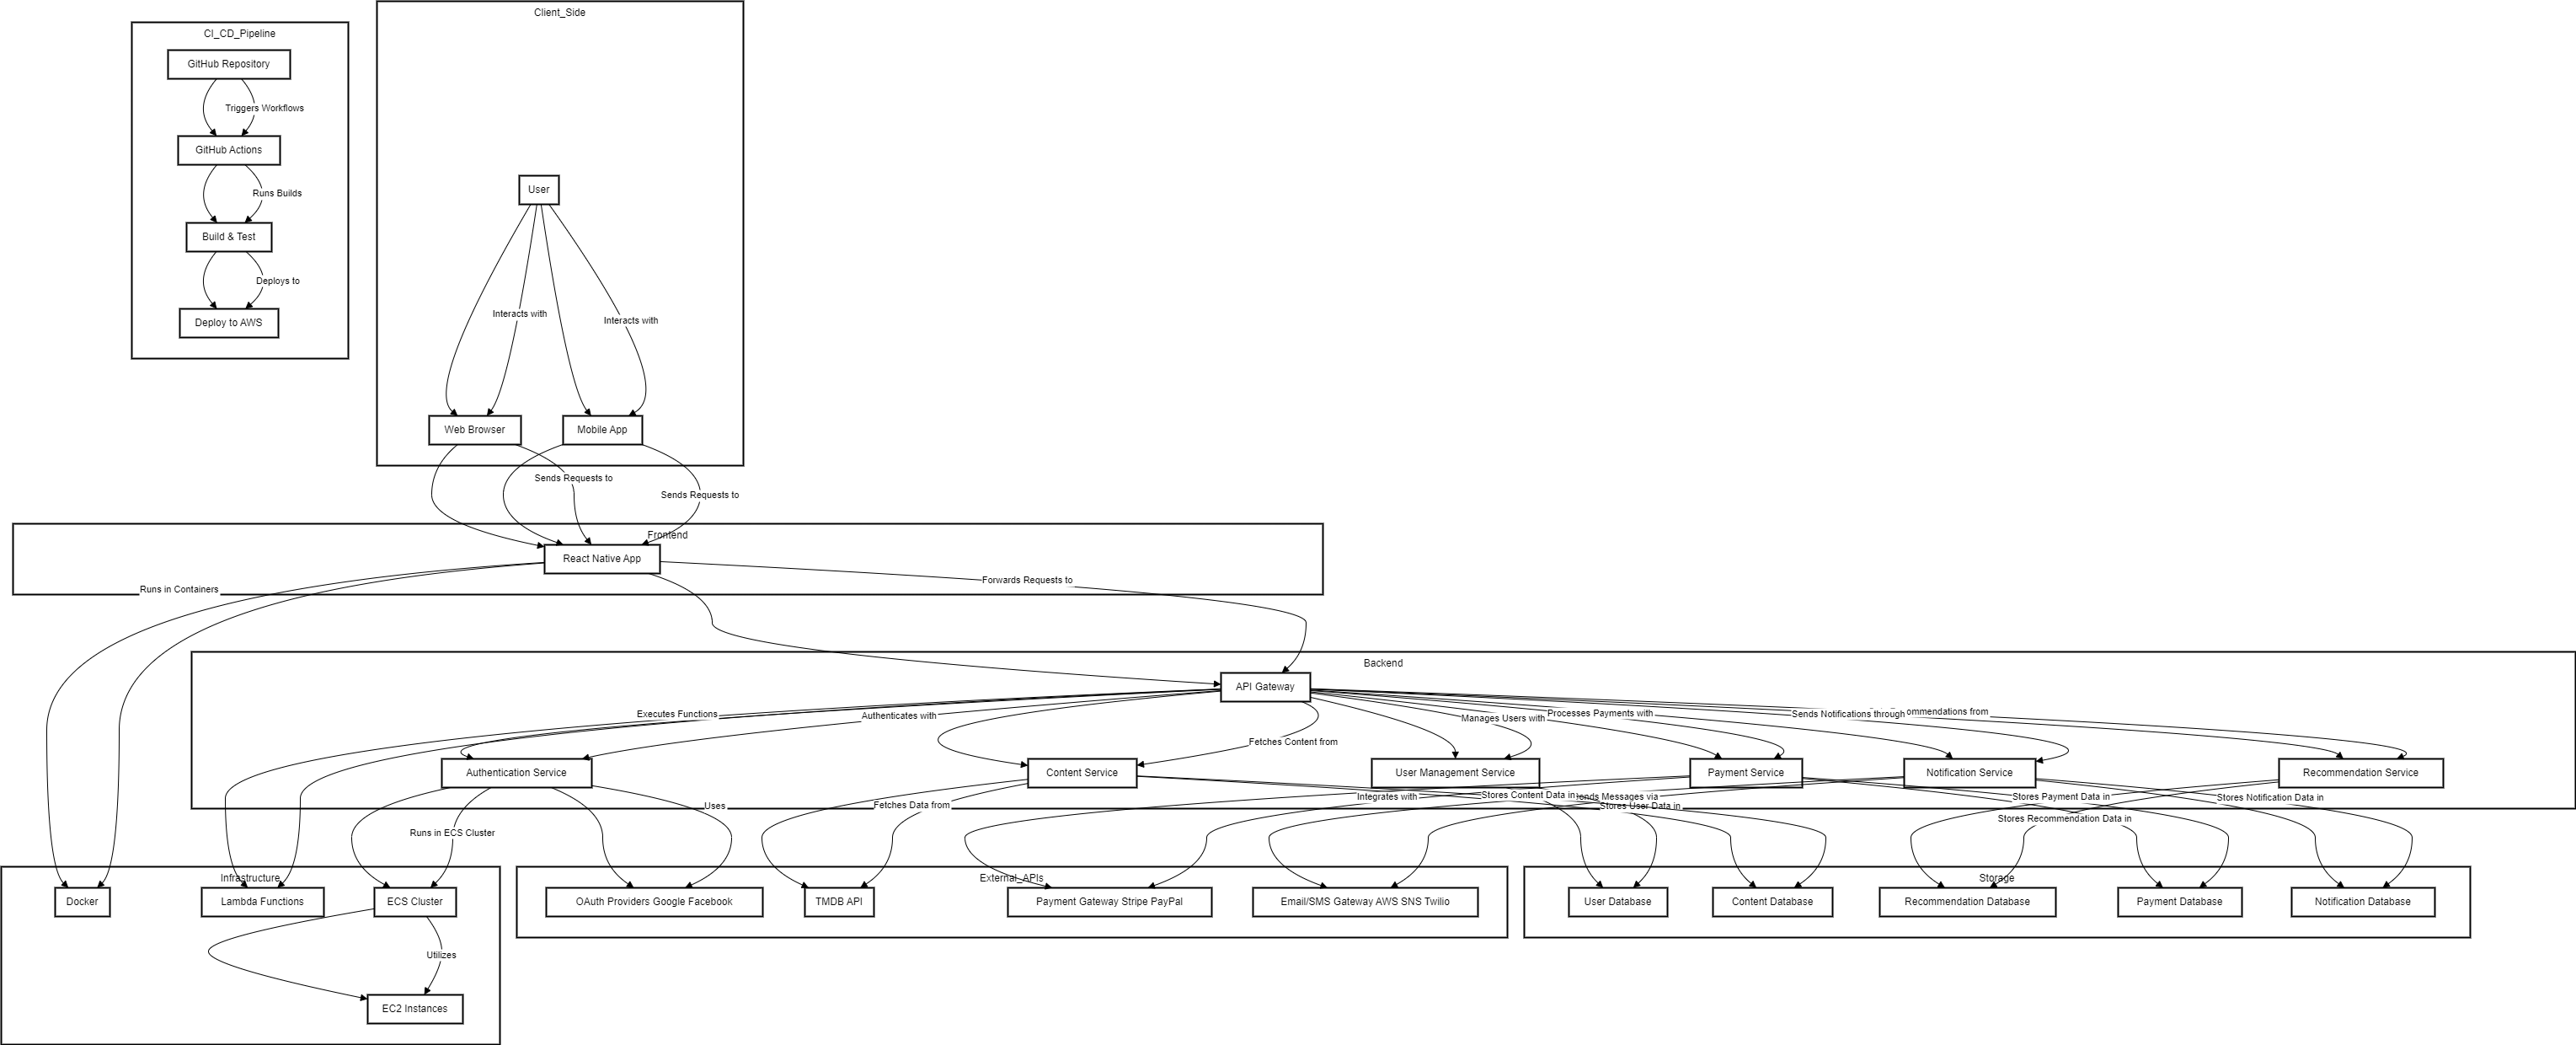 Client_Side
CI_CD_Pipeline
GitHub Repository
Triggers Workflows
GitHub Actions
User
Runs Builds
Build & Test
Deploys to
Interacts with
Interacts with
Deploy to AWS
Web Browser
Mobile App
Sends Requests to
Sends Requests to
Frontend
React Native App
Forwards Requests to
Runs in Containers
Backend
API Gateway
Executes Functions
Authenticates with
Manages Users with
Processes Payments with
Sends Notifications through
from
Fetches Content from
Authentication Service
Content Service
User Management Service
Payment Service
Notification Service
Recommendation Service
Uses
Fetches Data from
Integrates with
Stores Content Data in
Messages via
Stores User Data in
Stores Payment Data in
Stores Notification Data in
Stores Recommendation Data in
Runs in ECS Cluster
Infrastructure
External_APIs
Storage
Docker
Lambda Functions
ECS Cluster
OAuth Providers Google Facebook
TMDB API
Payment Gateway Stripe PayPal
Email/SMS Gateway AWS SNS Twilio
User Database
Content Database
Recommendation Database
Payment Database
Notification Database
Utilizes
EC2 Instances